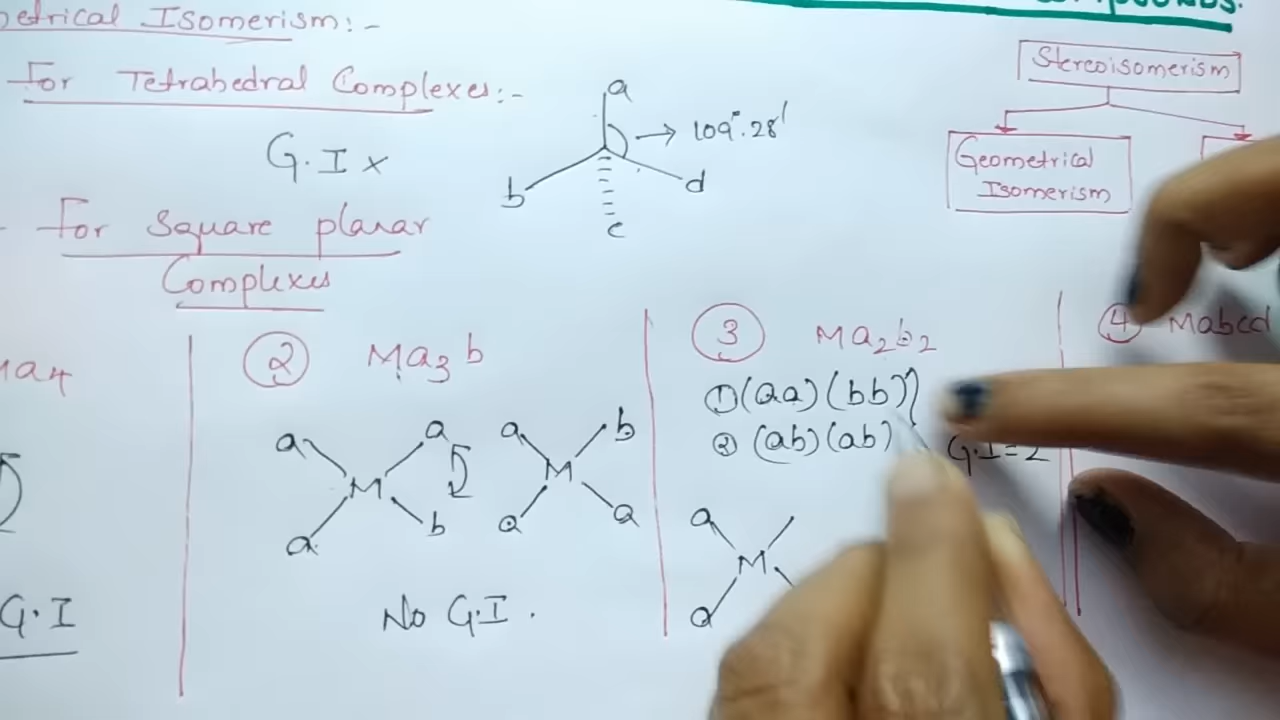 Isomerism:-
For Tetrahedral Complexes:-
G.I x
a
109°.28'
b
d
c
Stereoisomerism
Geometrical
Isomerism
For Square planar
Complexes
Ma4
G.I
2 Ma3b
a a
M
a b
a b
M
a a
No G.I.
3 Ma2b2
① (aa)(bb)
② (ab)(ab) G.I=2
a
M
a
4 Mabcd